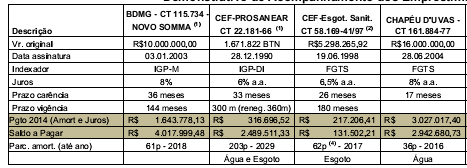 BDMG - CT 115.734 - CEF-PROSANEAR CEF-Esgot. Sanit. CHAPÉU D'UVAS -
Descrição NOVO SOMMA (1) CT 22.181-66 (1) CT 58.169-41/97 (2) CT 161.884-77
Vr. original R$10.000.000,00 1.671.822 BTN R$5.298.265,92 R$16.000.000,00
Data assinatura 03.01.2003 28.12.1990 19.06.1998 28.06.2004
Indexador IGP-M IGP-DI FGTS FGTS
Juros 8% 6% a.a. 6,5% a.a. 8% a.a.
Prazo carência 36 meses 33 meses 26 meses 17 meses
Prazo vigência 144 meses 300 m (reneg. 360m) 180 meses
Pgto 2014 (Amort e Juros) R$ 1.643.778,13 R$ 316.696,52 R$ 217.206,41 R$ 3.027.017,40
Saldo a Pagar R$ 4.017.999,48 R$ 2.489.511,33 R$ 131.502,21 R$ 2.942.680,73
Parc. amort. (até ano) 61p - 2018 203p - 2029 62p (4) - 2017 36p - 2016
Água e Esgoto Esgoto Água